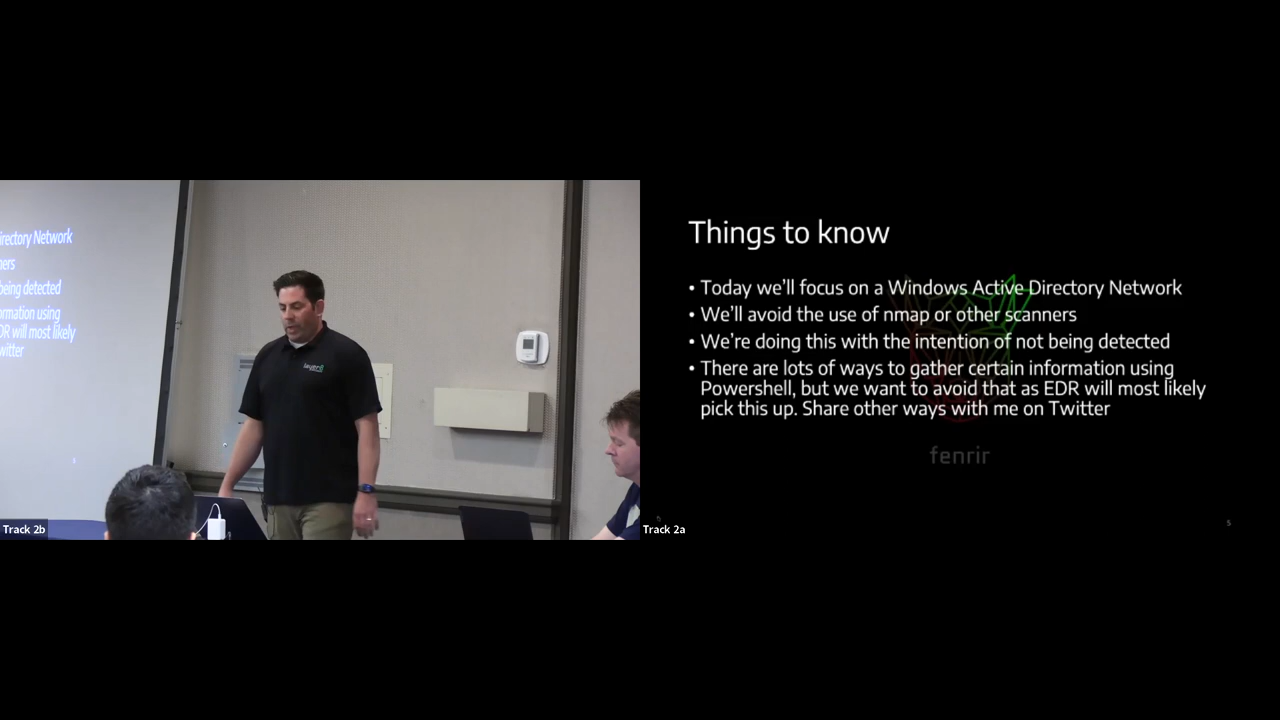 irectory Network
ners
being detected
ormation using
DR will most likely
witter
layer8
Track 2b
Things to know
• Today we'll focus on a Windows Active Directory Network
• We'll avoid the use of nmap or other scanners
• We're doing this with the intention of not being detected
• There are lots of ways to gather certain information using
Powershell, but we want to avoid that as EDR will most likely
pick this up. Share other ways with me on Twitter
fenrir
5
Track 2a